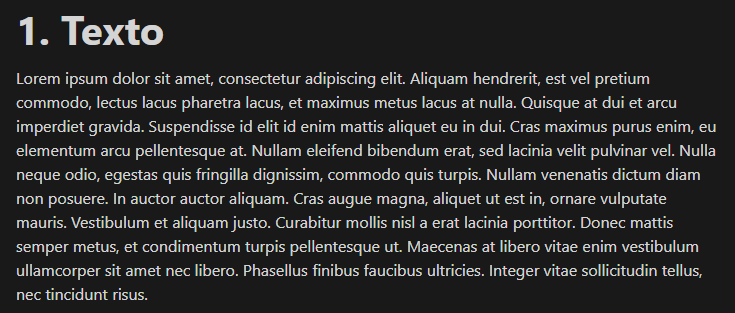 1. Texto
Lorem ipsum dolor sit amet, consectetur adipiscing elit. Aliquam hendrerit, est vel pretium
commodo, lectus lacus pharetra lacus, et maximus metus lacus at nulla. Quisque at dui et arcu
imperdiet gravida. Suspendisse id elit id enim mattis aliquet eu in dui. Cras maximus purus enim, eu
elementum arcu pellentesque at. Nullam eleifend bibendum erat, sed lacinia velit pulvinar vel. Nulla
neque odio, egestas quis fringilla dignissim, commodo quis turpis. Nullam venenatis dictum diam
non posuere. In auctor auctor aliquam. Cras augue magna, aliquet ut est in, ornare vulputate
mauris. Vestibulum et aliquam justo. Curabitur mollis nisl a erat lacinia porttitor. Donec mattis
semper metus, et condimentum turpis pellentesque ut. Maecenas at libero vitae enim vestibulum
ullamcorper sit amet nec libero. Phasellus finibus faucibus ultricies. Integer vitae sollicitudin tellus,
nec tincidunt risus.